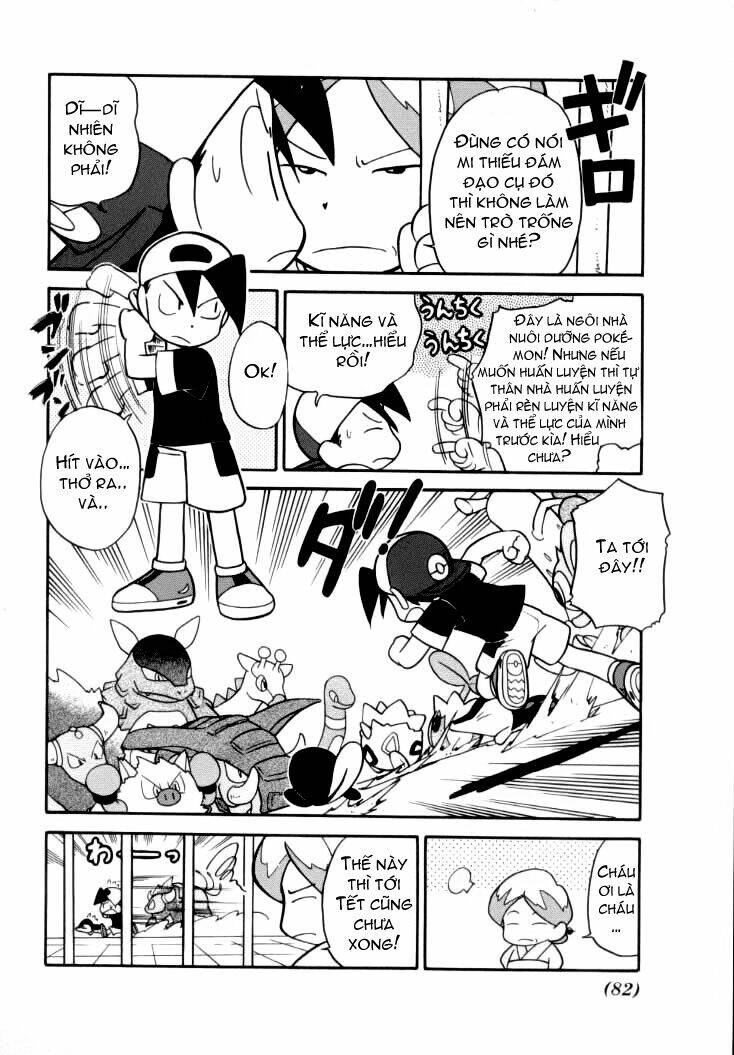 ギロ
ĐỪNG CÓ NÓI
MI THIẾU ĐÁM
ĐẠO CỤ ĐÓ
THÌ KHÔNG LÀM
NÊN TRÒ TRỐNG
GÌ NHÉ?
DĨ—DĨ
NHIÊN
KHÔNG
PHẢI!
うんちく
うんちく
ĐÂY LÀ NGÔI NHÀ
NUÔI DƯỠNG POKÉ-
MON! NHƯNG NẾU
MUỐN HUẤN LUYỆN THÌ TỰ
THÂN NHÀ HUẤN LUYỆN
PHẢI RÈN LUYỆN KĨ NĂNG
VÀ THỂ LỰC CỦA MÌNH
TRƯỚC KÌA! HIỂU
CHƯA?
KĨ NĂNG VÀ
THỂ LỰC...HIỂU
RỒI!
OK!
HÍT VÀO...
THỞ RA..
VÀ..
ダ!!
TA TỚI
ĐÂY!!
わーーっ
THẾ NÀY
THÌ TỚI
TẾT CŨNG
CHƯA
XONG!
CHÁU
ƠI LÀ
CHÁU
...
(82)